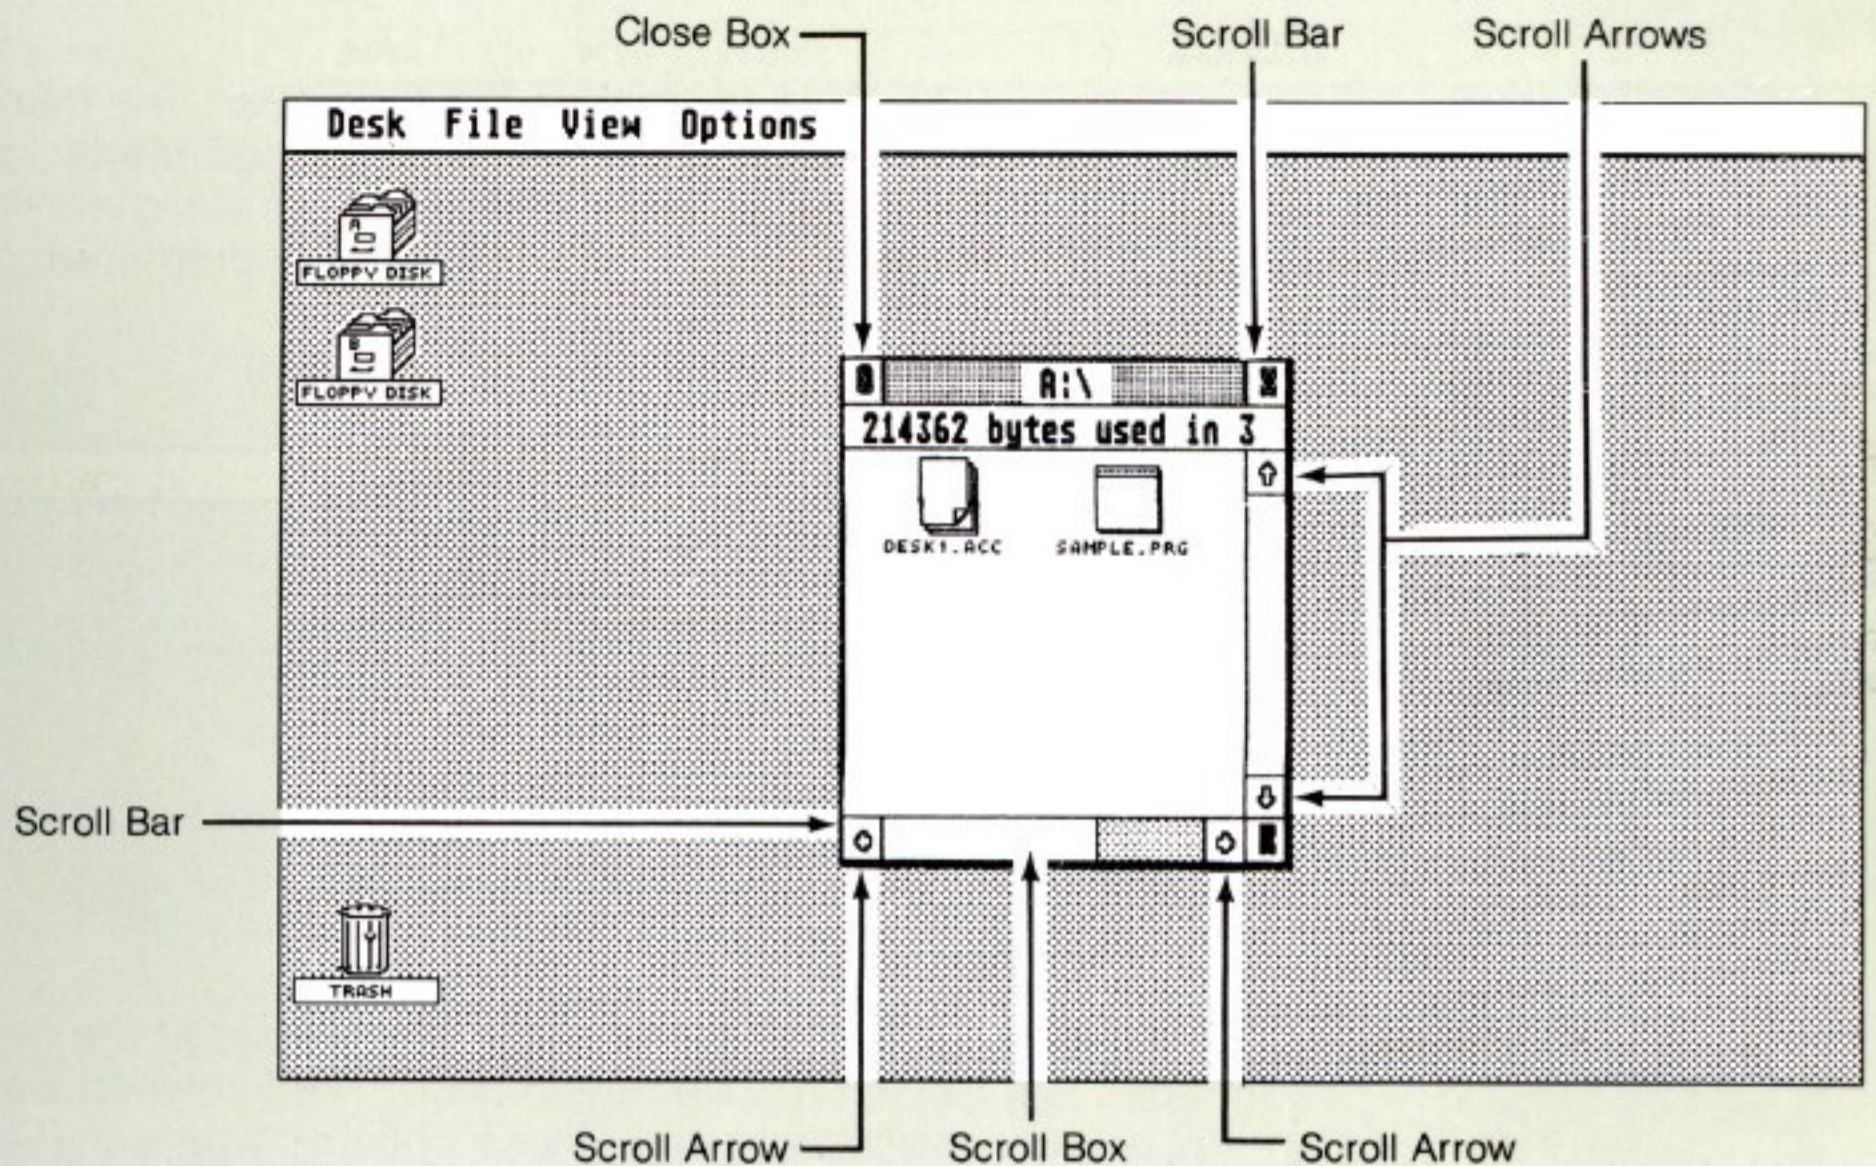 Close Box
Scroll Bar
Scroll Arrows
Desk File View Options
A
FLOPPY DISK
B
FLOPPY DISK
A:\
214362 bytes used in 3
DESK1.ACC SAMPLE.PRG
Scroll Bar
TRASH
Scroll Arrow
Scroll Box
Scroll Arrow